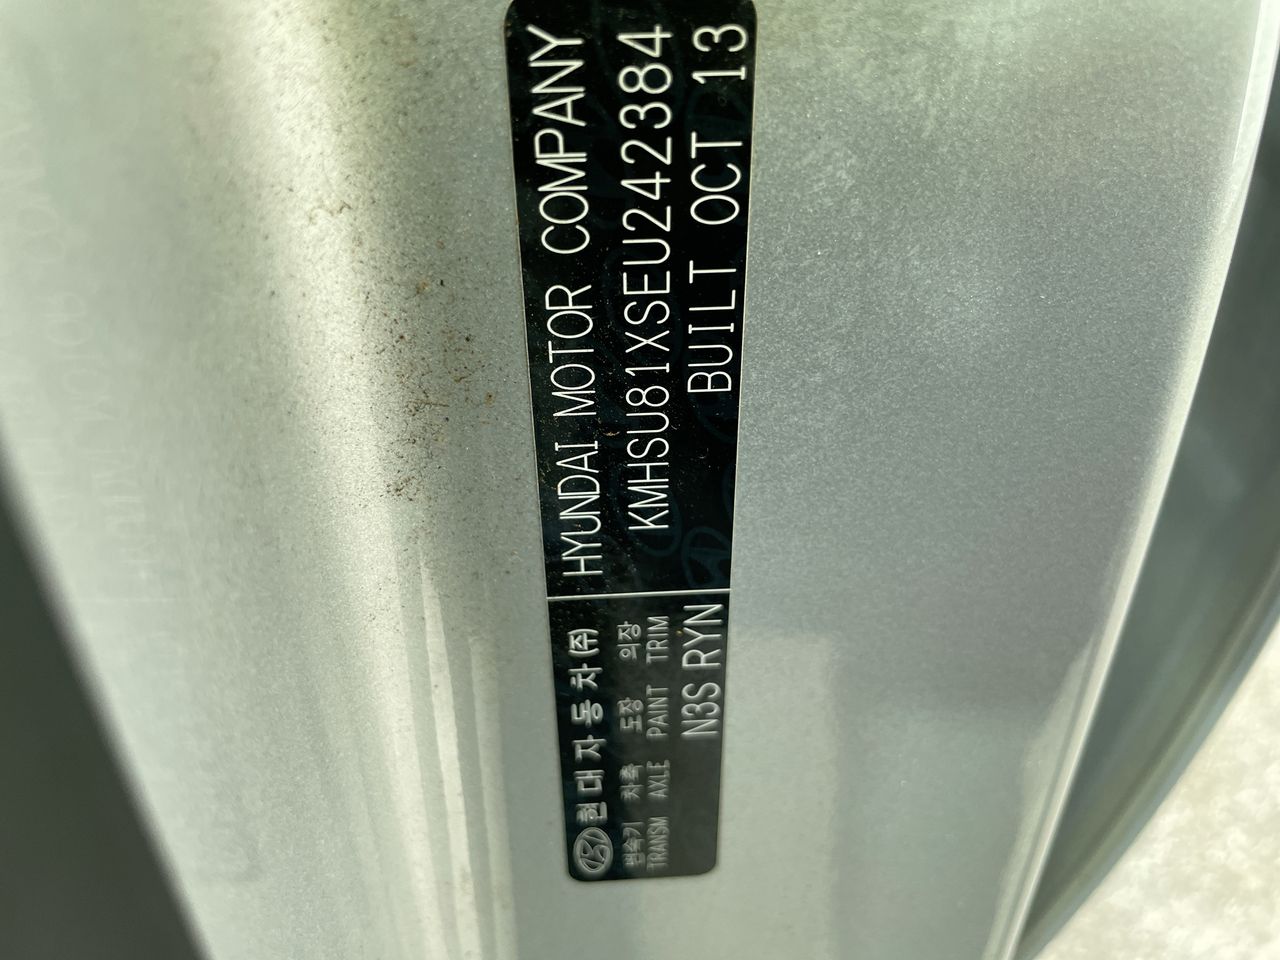 HYUNDAI MOTOR COMPANY
KMHSU81XSEU242384
BUILT OCT 13
현대자동차(주)
변속기 차축 도장 의장
TRANSM AXLE PAINT TRIM
N3S RYN